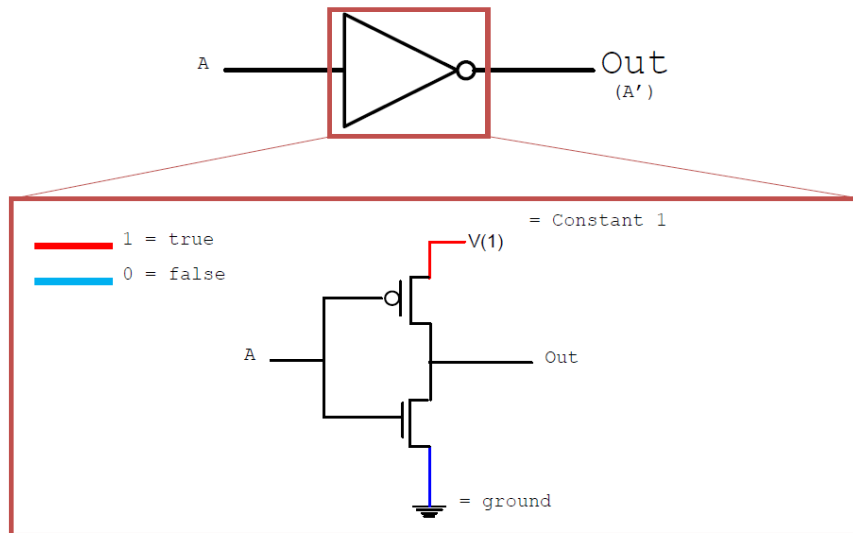 A
Out
(A’)
= Constant 1
1 = true
V(1)
0 = false
A
Out
= ground